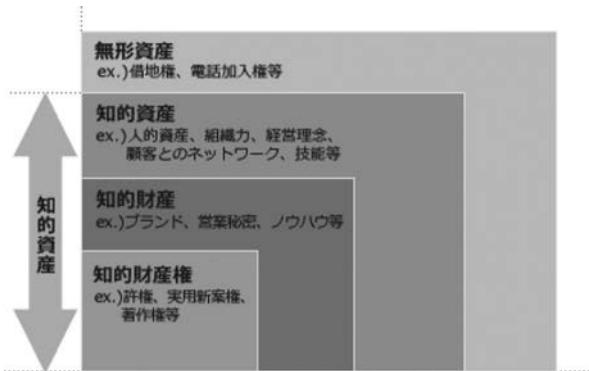 無形資産
ex.)借地権、電話加入権等
知的資産
ex.)人的資産、組織力、経営理念、
顧客とのネットワーク、技能等
知的財産
ex.)ブランド、営業秘密、ノウハウ等
知的財産権
ex.)許権、実用新案権、
著作権等
知的資産